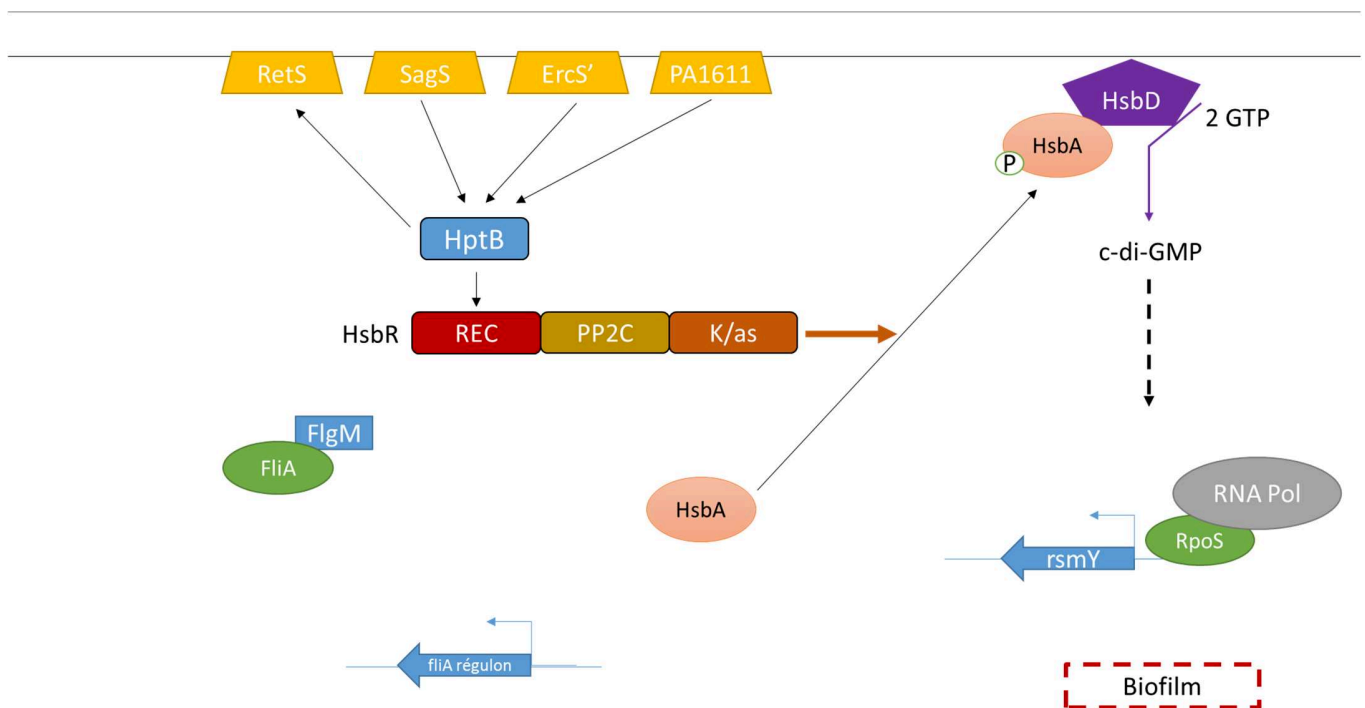 RetS
SagS
ErcS’
PA1611
HsbD
2 GTP
HsbA
P
HptB
c-di-GMP
HsbR
REC
PP2C
K/as
FlgM
FliA
HsbA
RNA Pol
RpoS
rsmY
fliA régulon
Biofilm